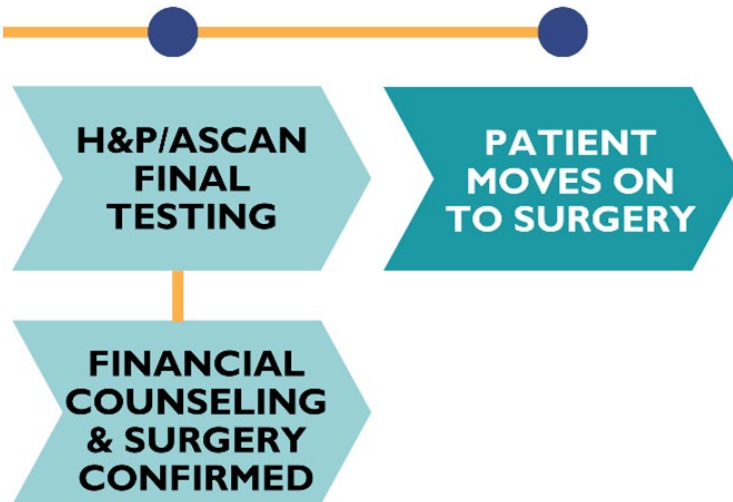 H&P/ASCAN
FINAL
TESTING
PATIENT
MOVES ON
TO SURGERY
FINANCIAL
COUNSELING
& SURGERY
CONFIRMED